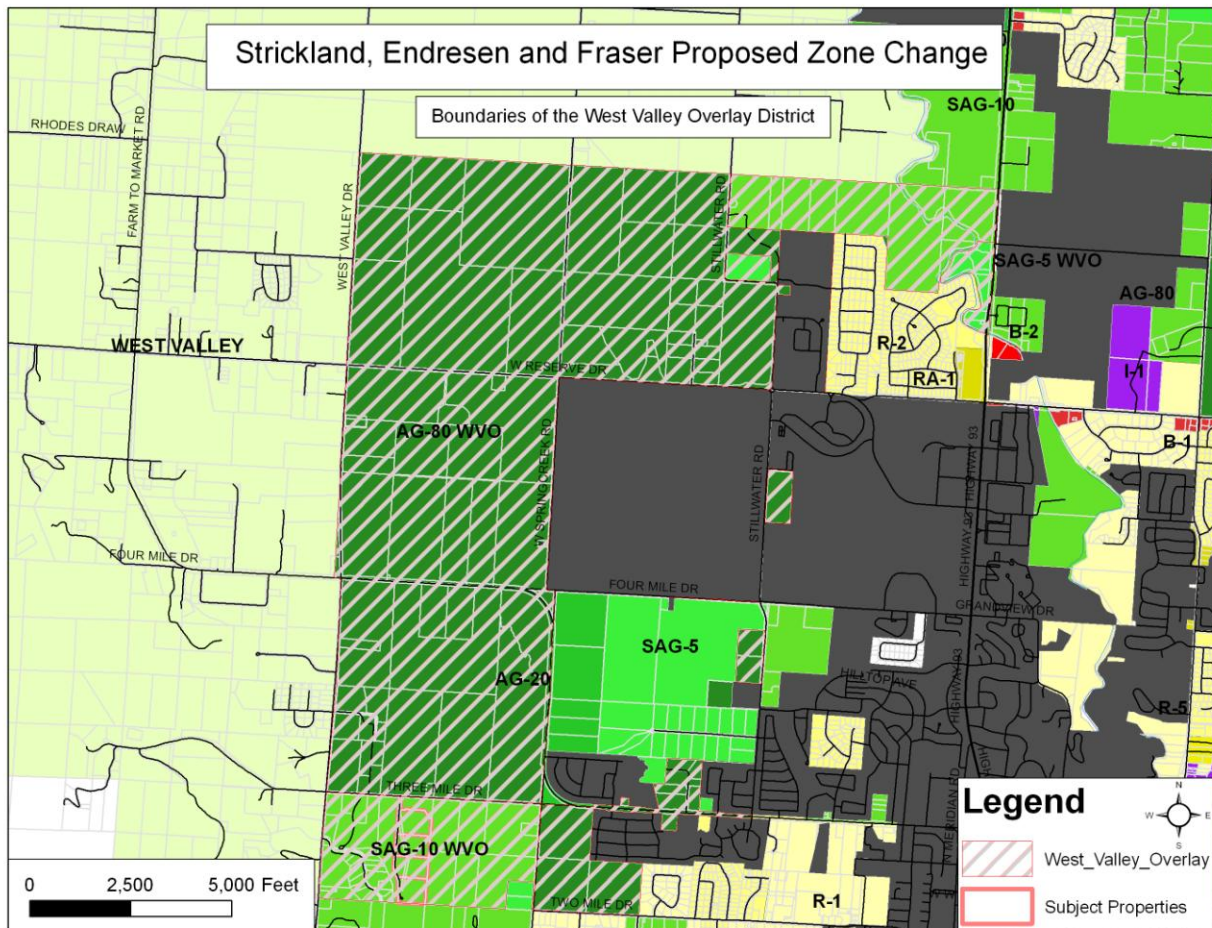 Strickland, Endresen and Fraser Proposed Zone Change
Boundaries of the West Valley Overlay District
SAG-10
RHODES DRAW
FARM TO MARKET RD
WEST VALLEY DR
STILLWATER RD
SAG-5 WVO
AG-80
B-2
R-2
WEST VALLEY
W RESERVE DR
RA-1
I-1
AG-80 WVO
W SPRINGCREEK RD
STILLWATER RD
HIGHWAY 93
HIGHWAY 93
B-1
FOUR MILE DR
FOUR MILE DR
GRANDVIEW DR
SAG-5
AG-20
HILLTOP AVE
HIGHWAY 93
R-5
THREE MILE DR
N MERIDIAN RD
SAG-10 WVO
TWO MILE DR
R-1
0 2,500 5,000 Feet
Legend
N
W E
S
West_Valley_Overlay
Subject Properties